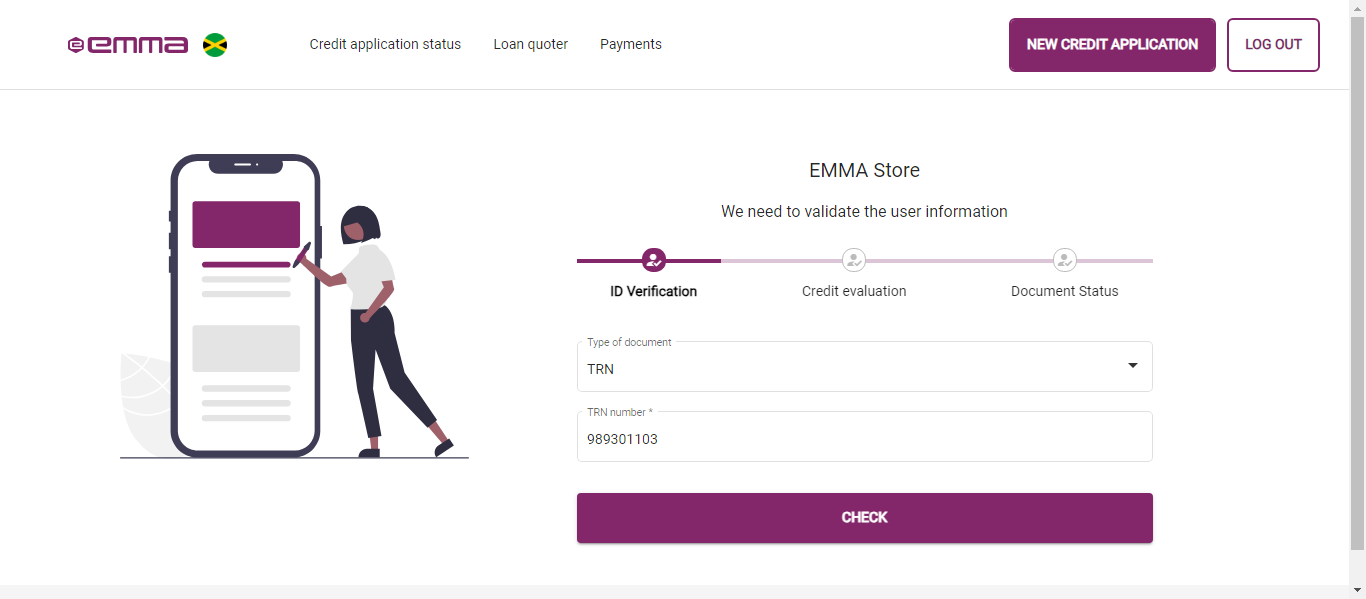 emma
Credit application status
Loan quoter
Payments
NEW CREDIT APPLICATION
LOG OUT
EMMA Store
We need to validate the user information
ID Verification
Credit evaluation
Document Status
Type of document
TRN
TRN number *
989301103
CHECK